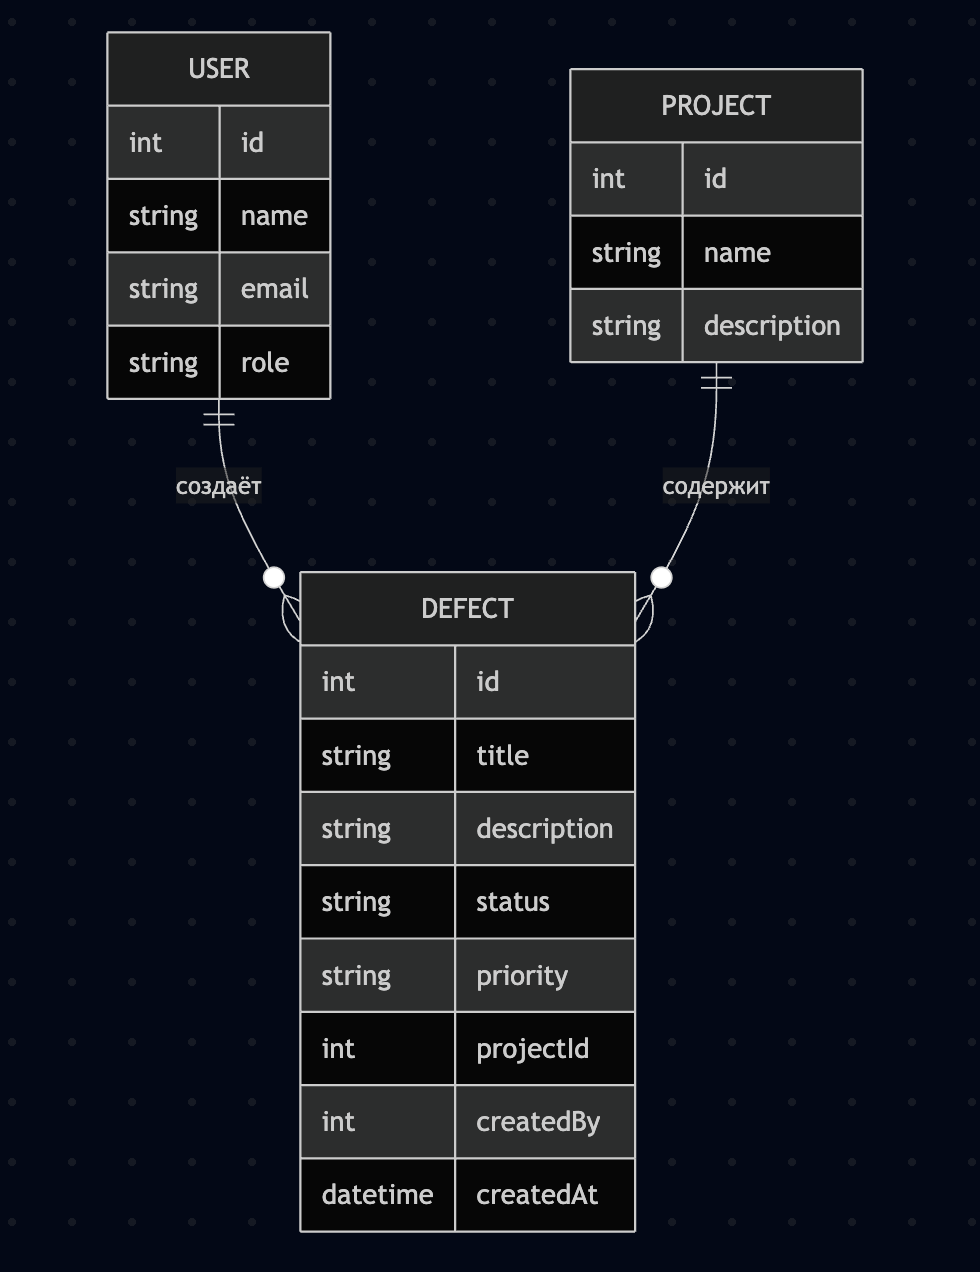 USER
int id
string name
string email
string role
PROJECT
int id
string name
string description
создаёт
содержит
DEFECT
int id
string title
string description
string status
string priority
int projectId
int createdBy
datetime createdAt